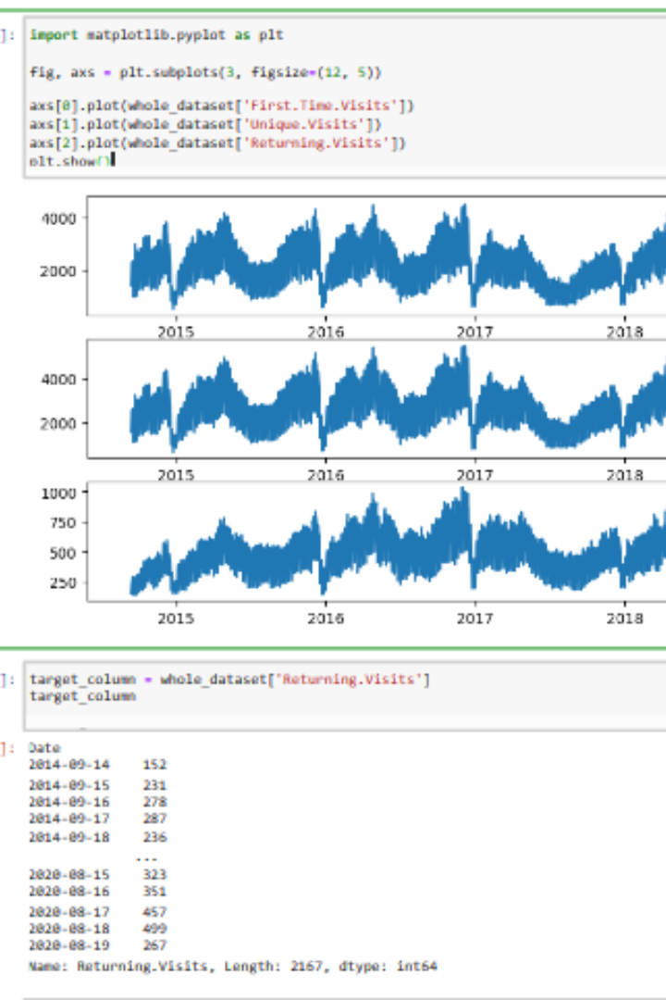 ]: import matplotlib.pyplot as plt
fig, axs = plt.subplots(3, figsize=(12, 5))
axs[0].plot(whole_dataset['First.Time.Visits'])
axs[1].plot(whole_dataset['Unique.Visits'])
axs[2].plot(whole_dataset['Returning.Visits'])
plt.show()
4000
2000
2015 2016 2017 2018
4000
2000
2015 2016 2017 2018
1000
750
500
250
2015 2016 2017 2018
]: target_column = whole_dataset['Returning.Visits']
target_column
]: Date
2014-09-14 152
2014-09-15 231
2014-09-16 278
2014-09-17 287
2014-09-18 236
...
2020-08-15 323
2020-08-16 351
2020-08-17 457
2020-08-18 499
2020-08-19 267
Name: Returning.Visits, Length: 2167, dtype: int64